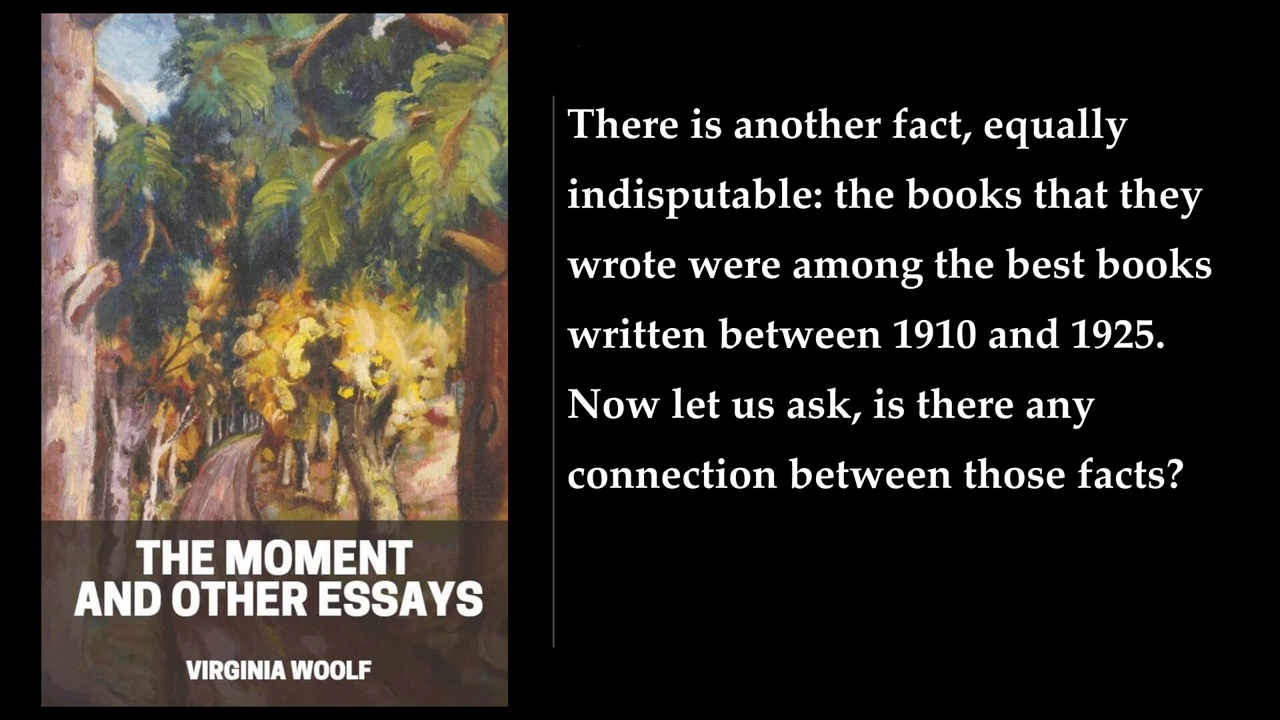 THE MOMENT
AND OTHER ESSAYS
VIRGINIA WOOLF
There is another fact, equally
indisputable: the books that they
wrote were among the best books
written between 1910 and 1925.
Now let us ask, is there any
connection between those facts?